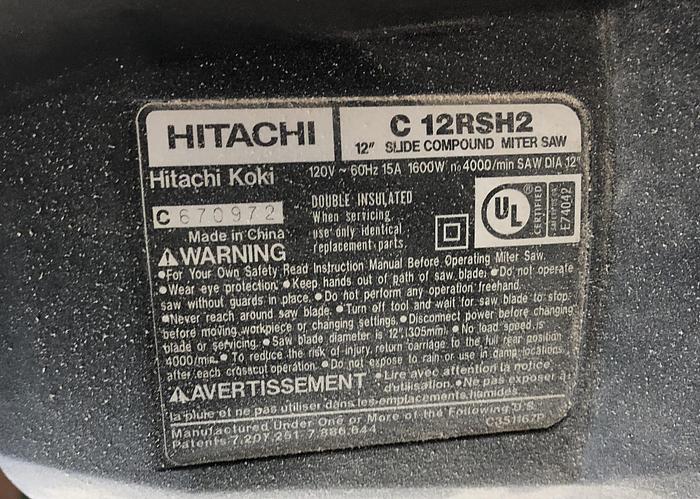 HITACHI
C 12RSH2
12" SLIDE COMPOUND MITER SAW
Hitachi Koki
120V ~ 60Hz 15A 1600W n₀ 4000/min SAW DIA 12"
C 670972
Made in China
DOUBLE INSULATED
When servicing
use only identical
replacement parts.
UL
®
CERTIFIED
E74042
⚠WARNING
●For Your Own Safety Read Instruction Manual Before Operating Miter Saw.
●Wear eye protection. ●Keep hands out of path of saw blade. ●Do not operate
saw without guards in place. ●Do not perform any operation freehand.
●Never reach around saw blade. ●Turn off tool and wait for saw blade to stop
before moving workpiece or changing settings. ●Disconnect power before changing
blade or servicing. ●Saw blade diameter is 12"(305mm). ●No load speed is
4000/min. ●To reduce the risk of injury, return carriage to the full rear position
after each crosscut operation. ●Do not expose to rain or use in damp locations.
⚠AVERTISSEMENT
●Lire avec attention la notice
d'utilisation. ●Ne pas exposer à
la pluie et ne pas utiliser dans les emplacements humides.
Manufactured Under One or More of the Following U.S.
Patents 7,207,251 7,886,644
C351167P